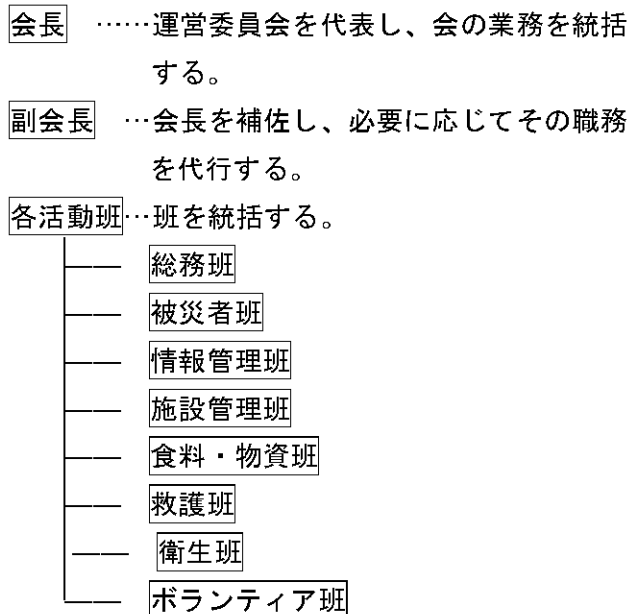 会長 ……運営委員会を代表し、会の業務を統括
する。
副会長 …会長を補佐し、必要に応じてその職務
を代行する。
各活動班…班を統括する。
総務班
被災者班
情報管理班
施設管理班
食料・物資班
救護班
衛生班
ボランティア班